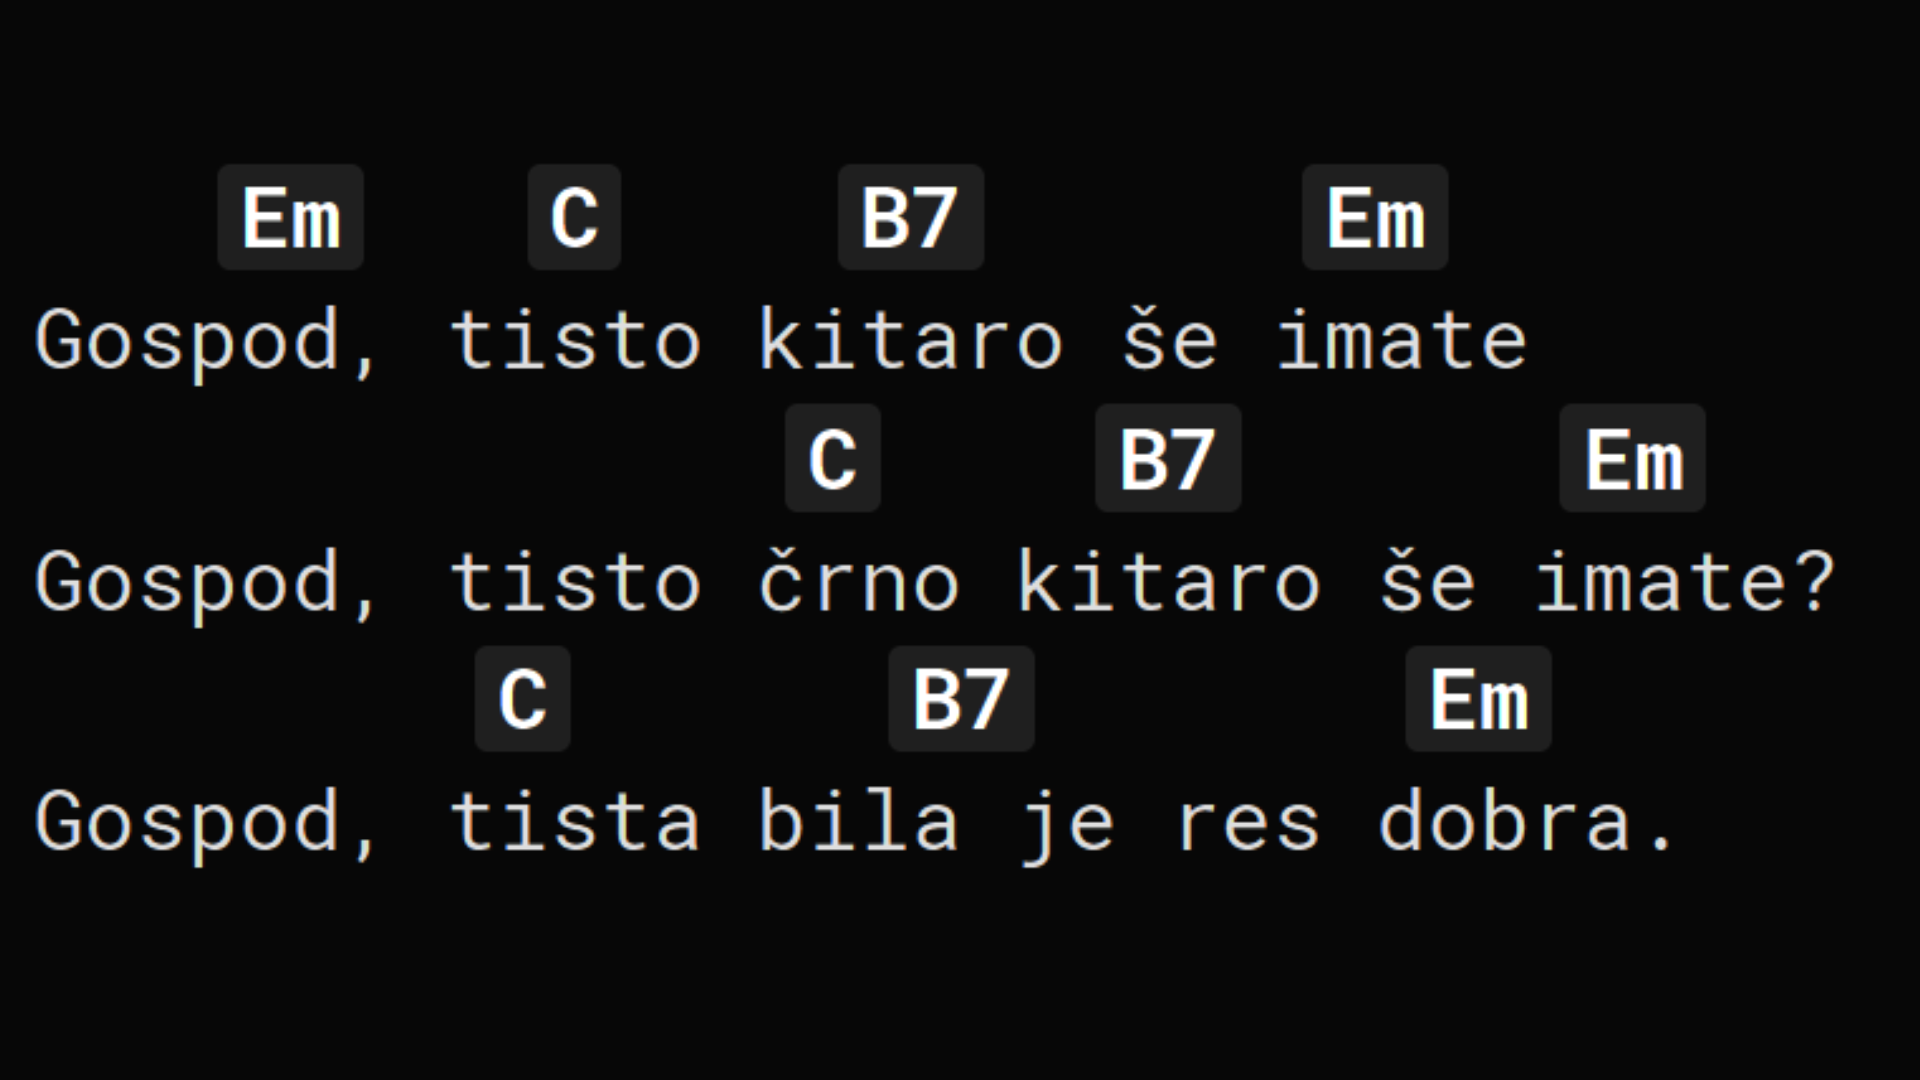 Em C B7 Em
Gospod, tisto kitaro še imate
C B7 Em
Gospod, tisto črno kitaro še imate?
C B7 Em
Gospod, tista bila je res dobra.